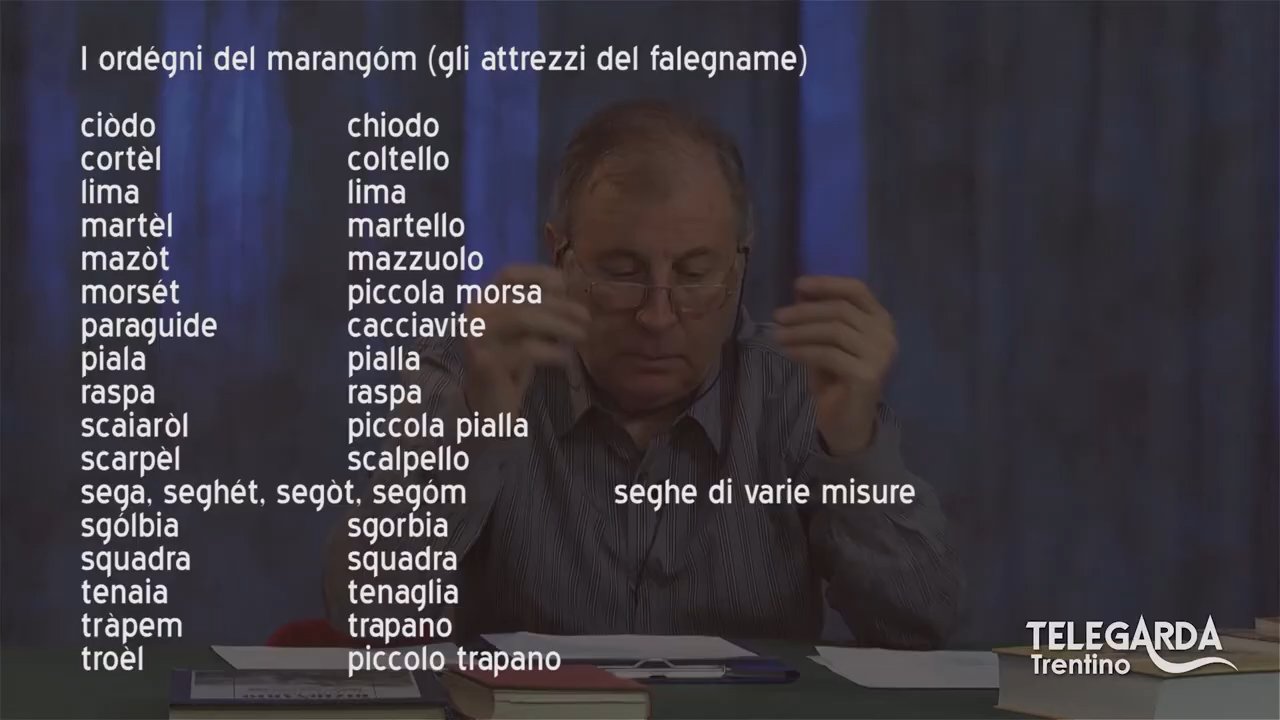 I ordégni del marangóm (gli attrezzi del falegname)
ciòdo chiodo
cortèl coltello
lima lima
martèl martello
mazòt mazzuolo
morsét piccola morsa
paraguide cacciavite
piala pialla
raspa raspa
scaiaròl piccola pialla
scarpèl scalpello
sega, seghét, segòt, segóm seghe di varie misure
sgólbia sgorbia
squadra squadra
tenaia tenaglia
tràpem trapano
troèl piccolo trapano
TELEGARDA
Trentino